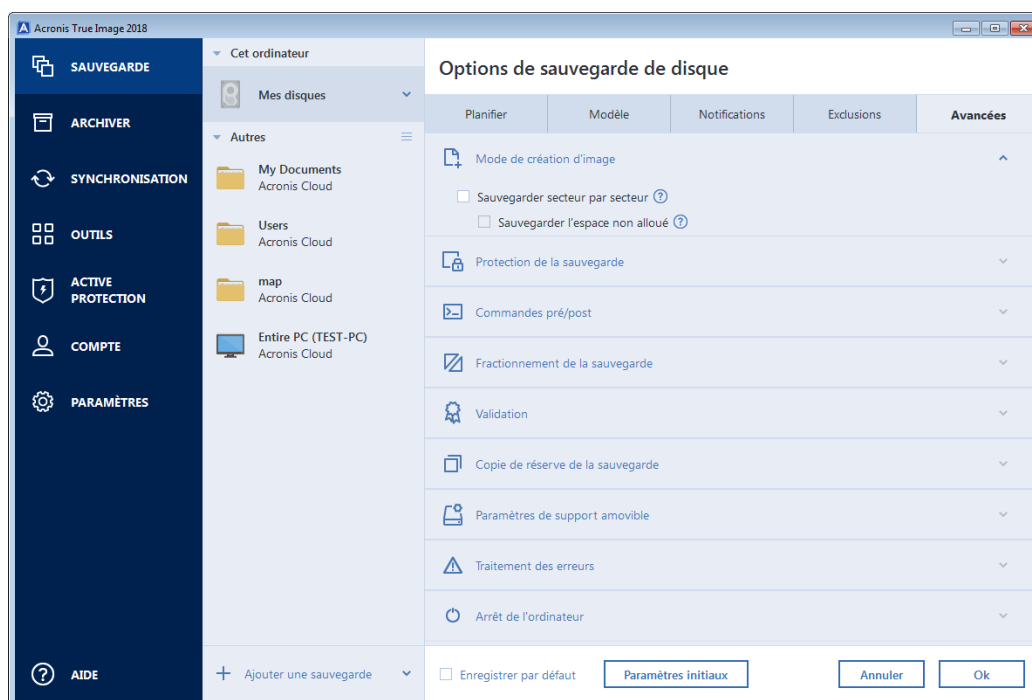 Acronis True Image 2018
SAUVEGARDE
ARCHIVER
SYNCHRONISATION
OUTILS
ACTIVE
PROTECTION
COMPTE
PARAMÈTRES
AIDE
Cet ordinateur
Mes disques
Autres
My Documents
Acronis Cloud
Users
Acronis Cloud
map
Acronis Cloud
Entire PC (TEST-PC)
Acronis Cloud
Ajouter une sauvegarde
Options de sauvegarde de disque
Planifier
Modèle
Notifications
Exclusions
Avancées
Mode de création d'image
Sauvegarder secteur par secteur ?
Sauvegarder l'espace non alloué ?
Protection de la sauvegarde
Commandes pré/post
Fractionnement de la sauvegarde
Validation
Copie de réserve de la sauvegarde
Paramètres de support amovible
Traitement des erreurs
Arrêt de l'ordinateur
Enregistrer par défaut
Paramètres initiaux
Annuler
Ok